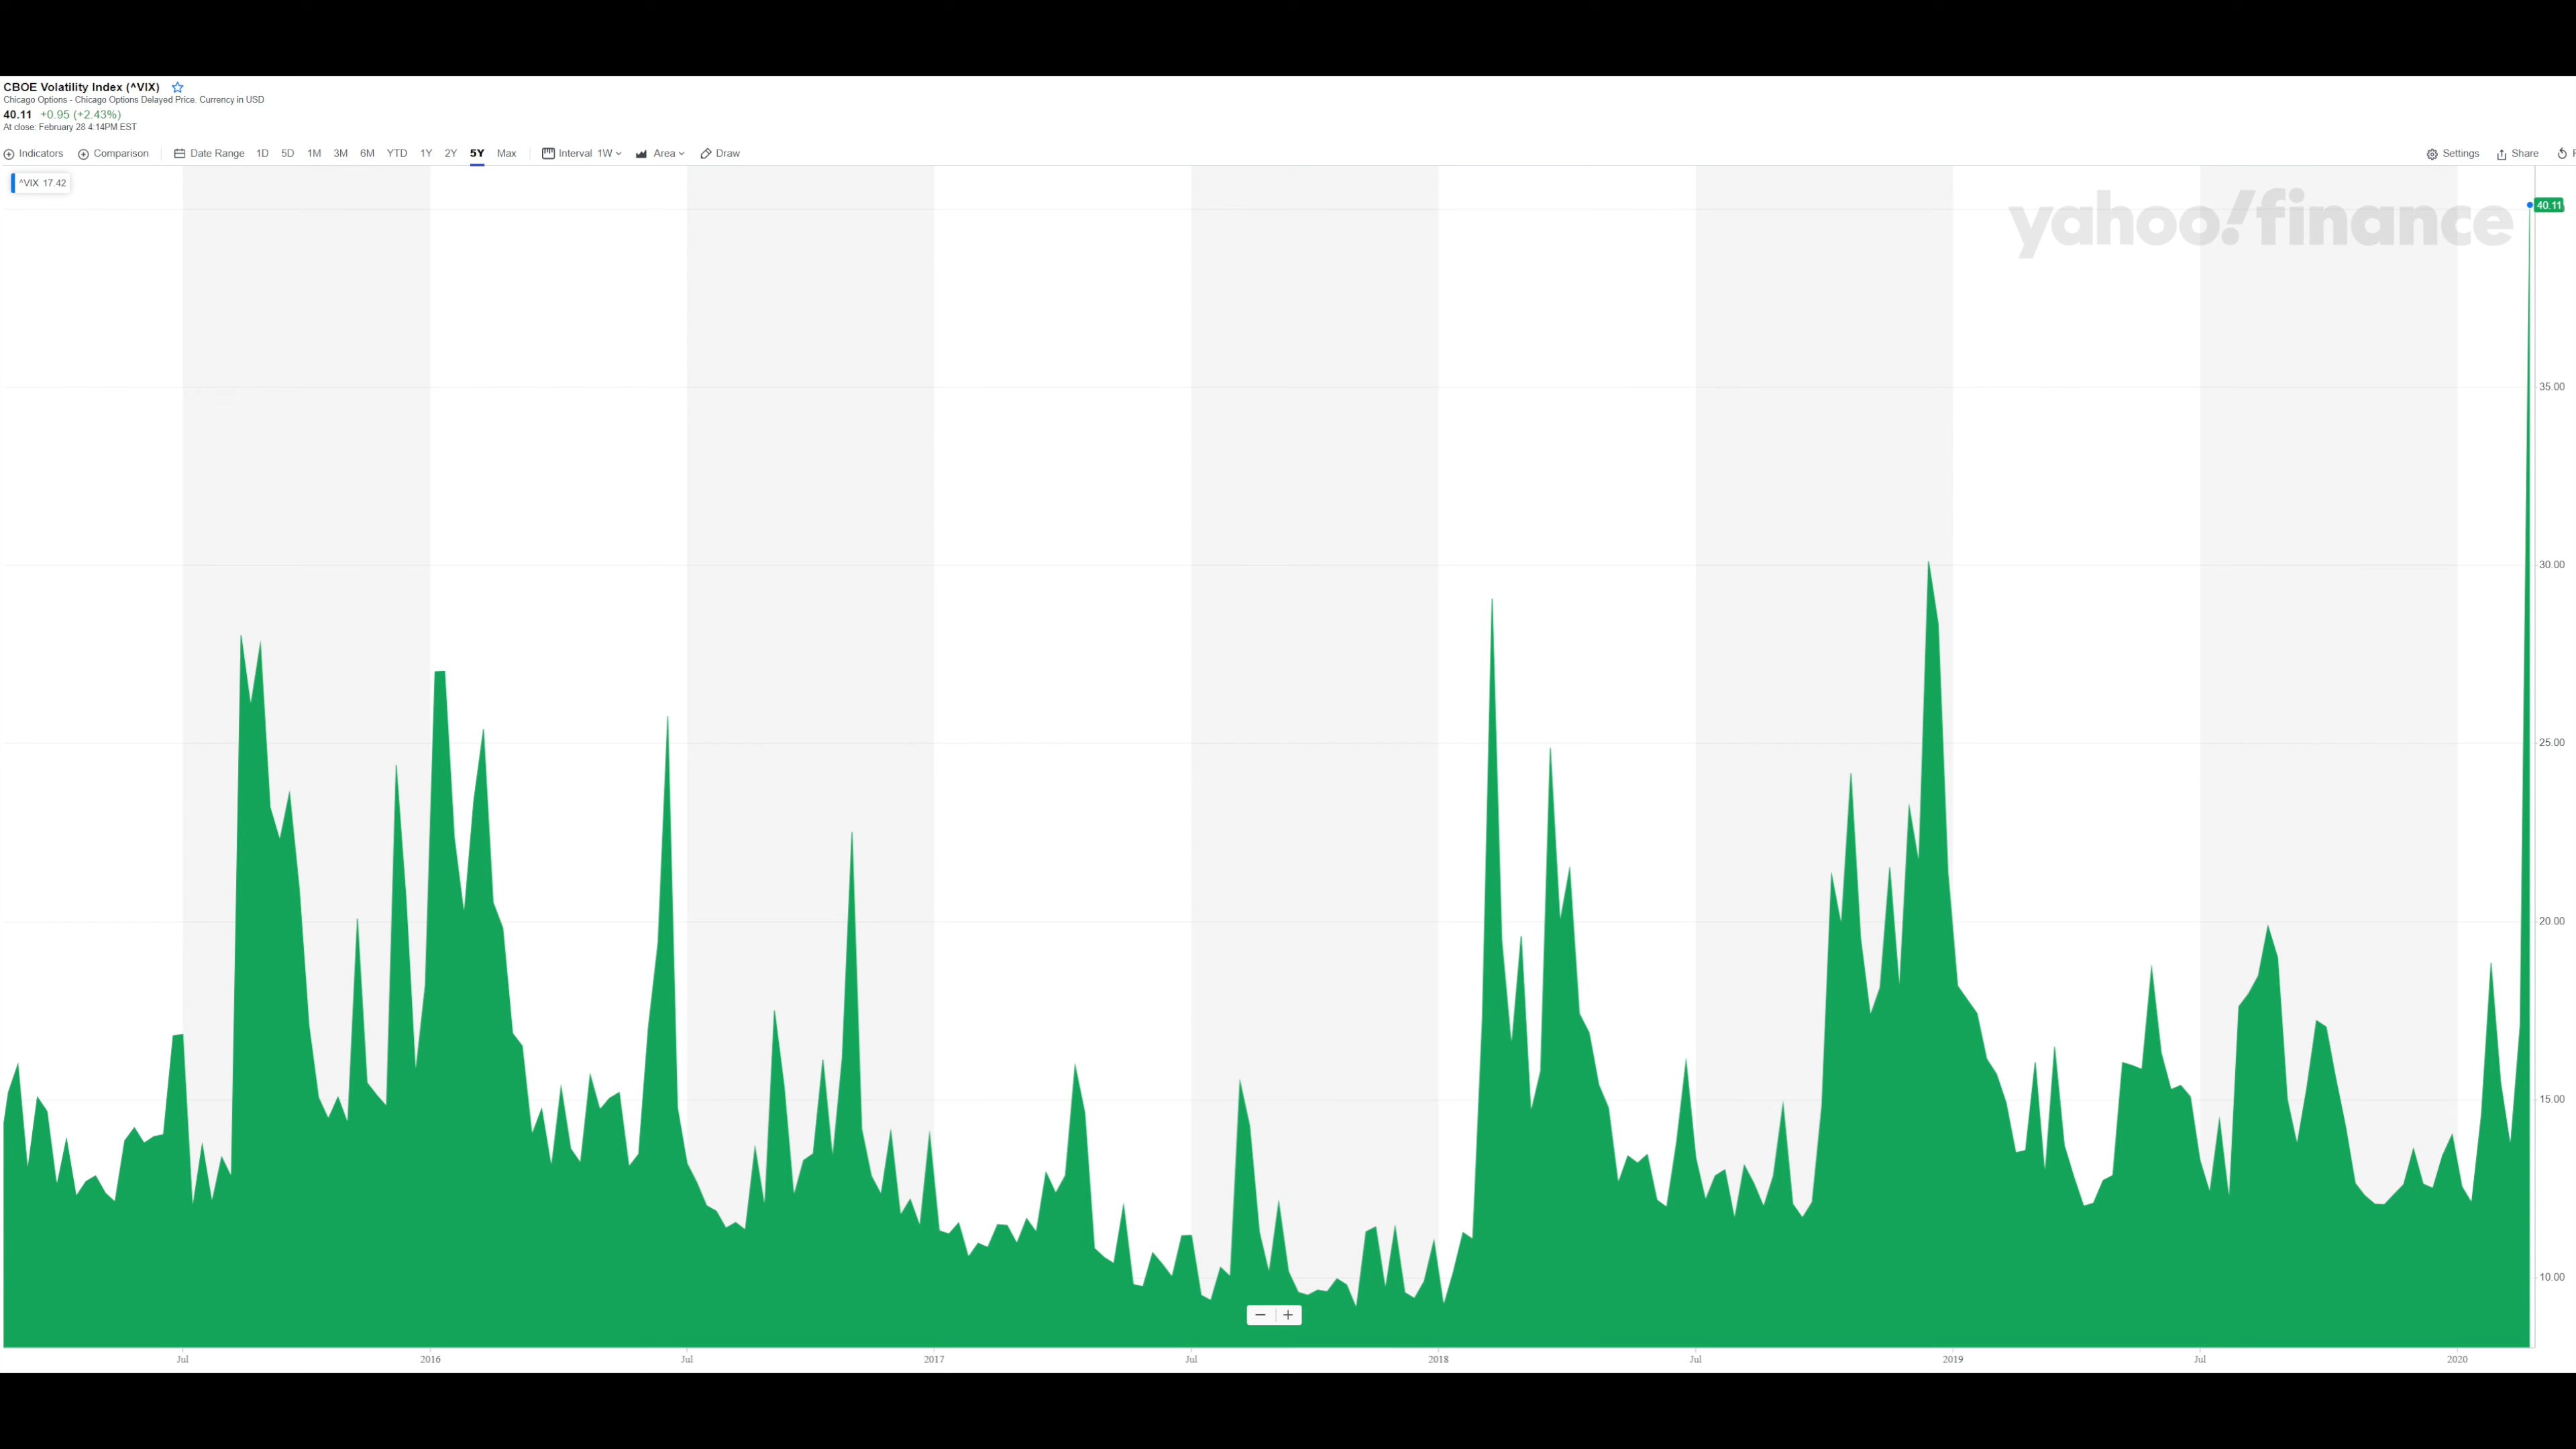 CBOE Volatility Index (^VIX)
Chicago Options - Chicago Options Delayed Price. Currency in USD
40.11 +0.95 (+2.43%)
At close: February 28 4:14PM EST
Indicators Comparison Date Range 1D 5D 1M 3M 6M YTD 1Y 2Y 5Y Max Interval 1W Area Draw Settings Share
^VIX 17.42
yahoo!finance
40.11
35.00
30.00
25.00
20.00
15.00
10.00
Jul 2016 Jul 2017 Jul 2018 Jul 2019 Jul 2020